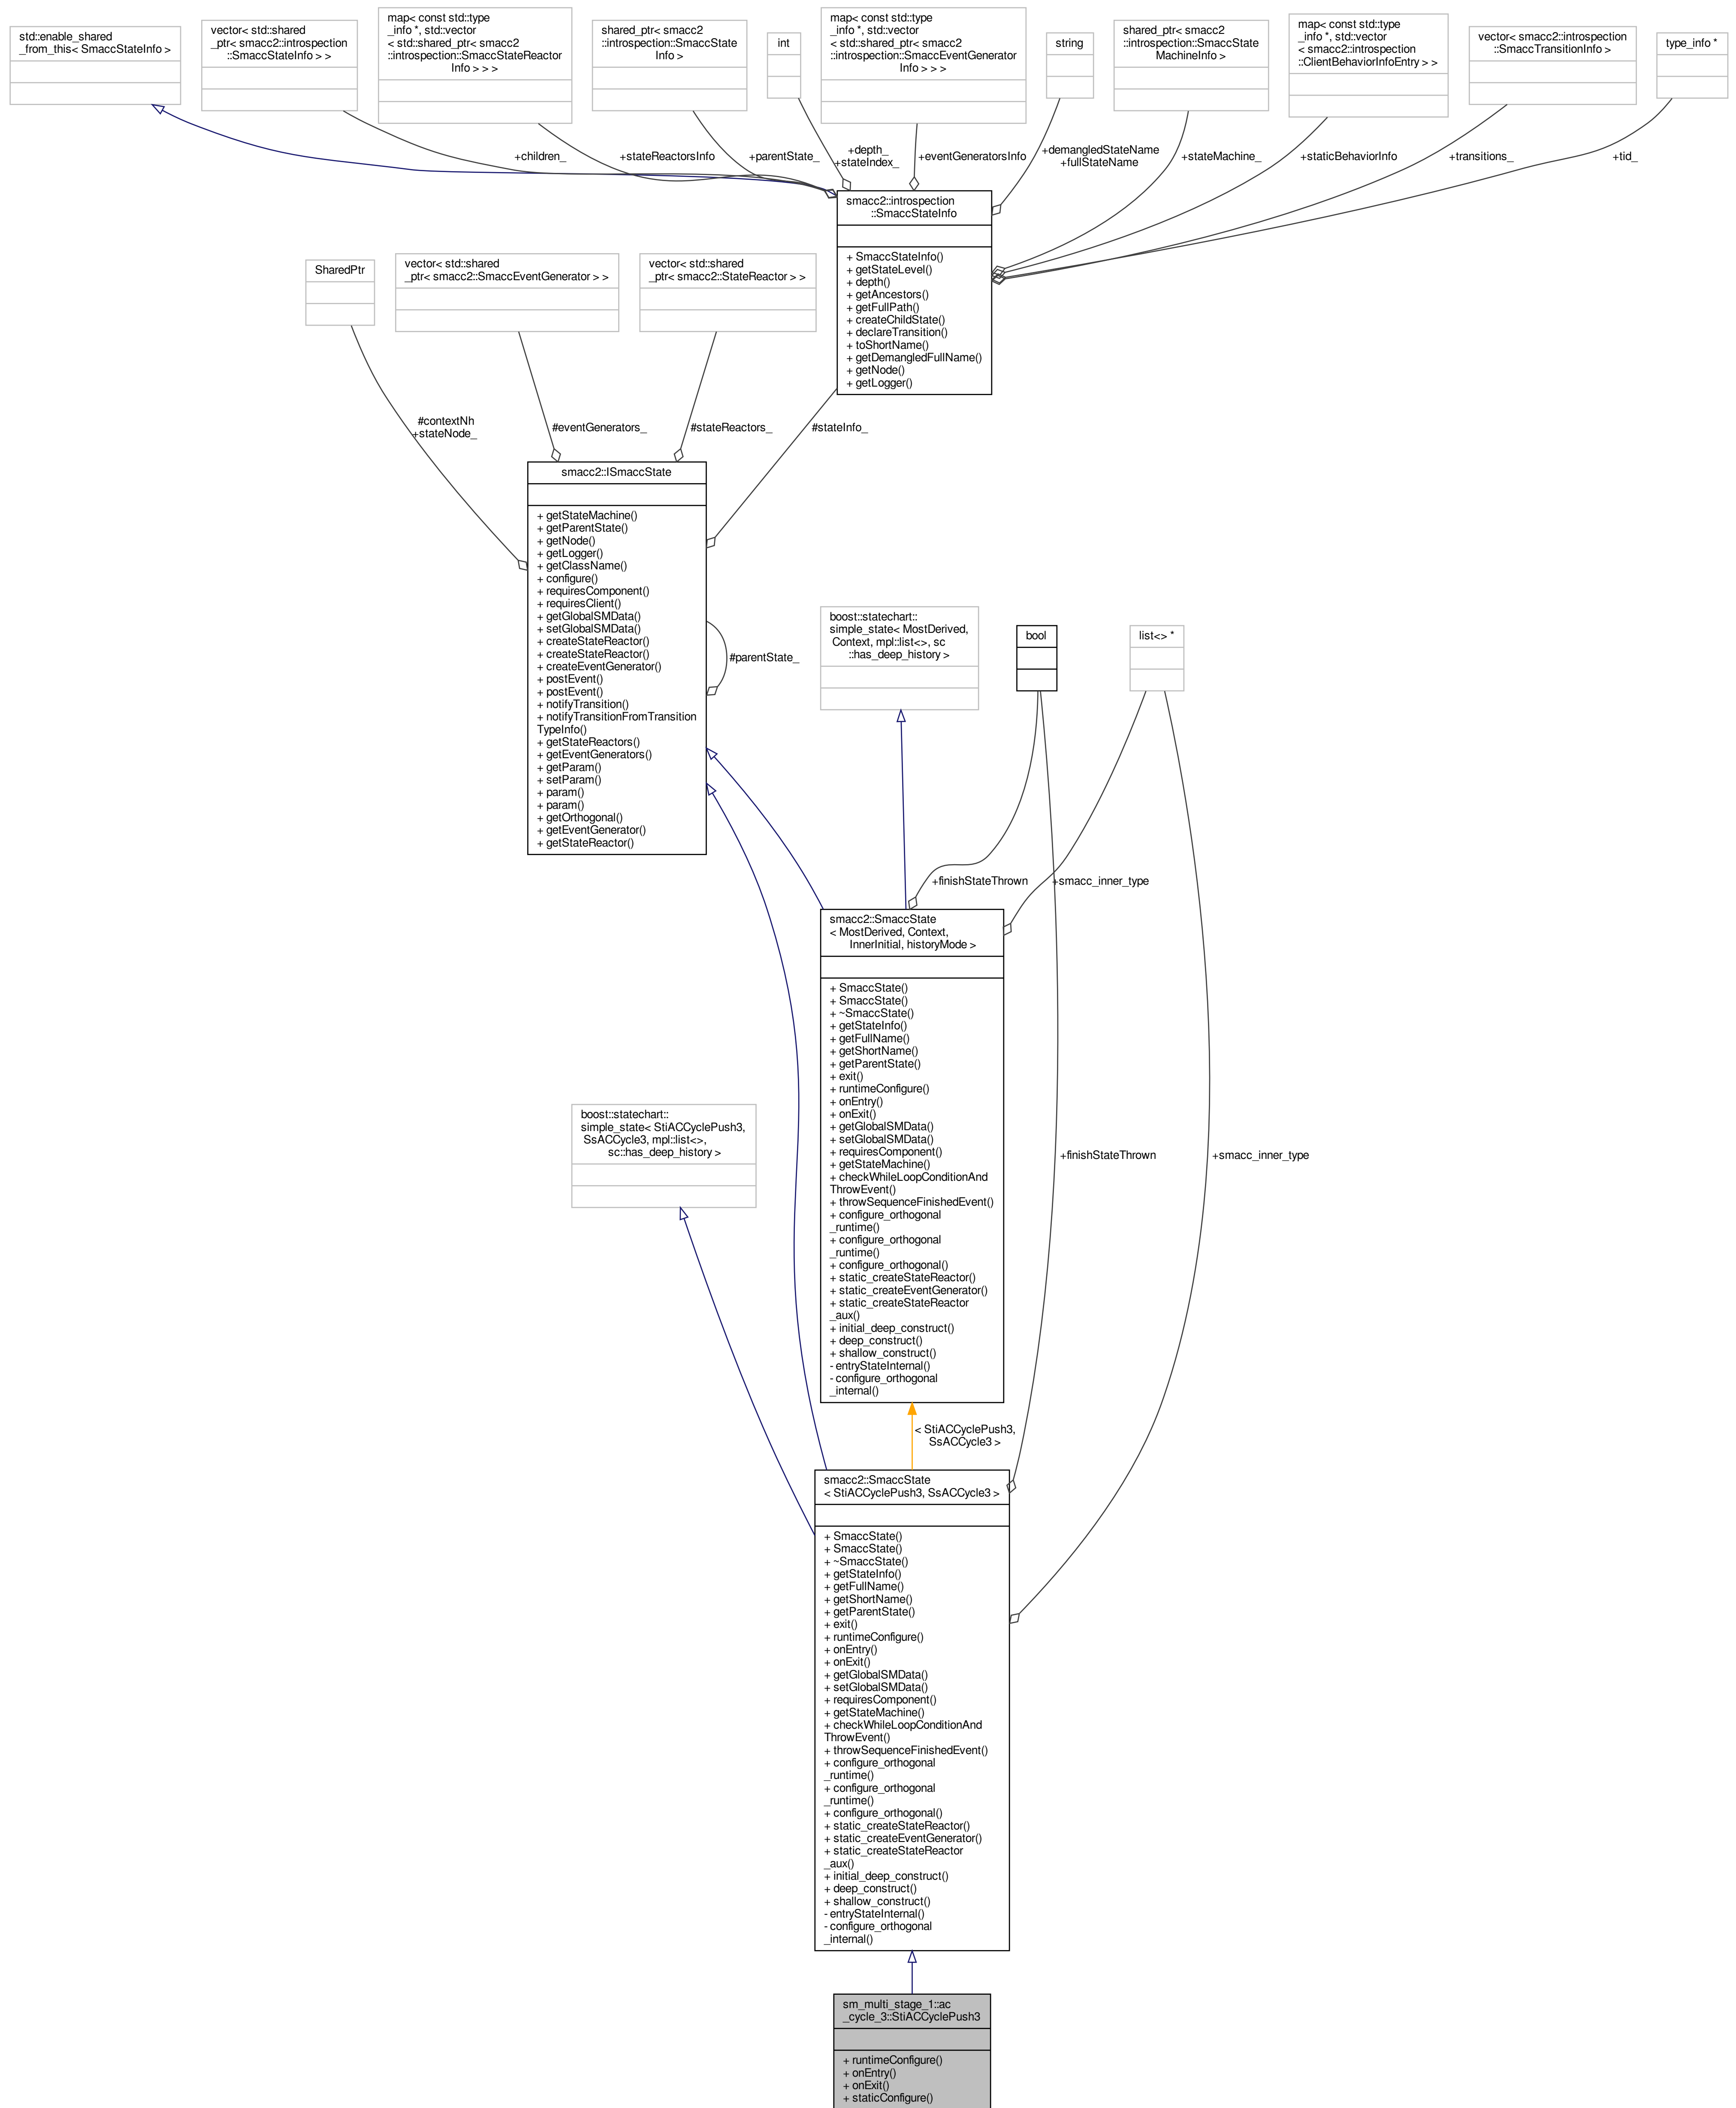 std::enable_shared
_from_this< SmaccStateInfo >
vector< std::shared
_ptr< smacc2::introspection
::SmaccStateInfo > >
map< const std::type
_info *, std::vector
< std::shared_ptr< smacc2
::introspection::SmaccStateReactor
Info > > >
shared_ptr< smacc2
::introspection::SmaccState
Info >
int
map< const std::type
_info *, std::vector
< std::shared_ptr< smacc2
::introspection::SmaccEventGenerator
Info > > >
string
shared_ptr< smacc2
::introspection::SmaccState
MachineInfo >
map< const std::type
_info *, std::vector
< smacc2::introspection
::ClientBehaviorInfoEntry > >
vector< smacc2::introspection
::SmaccTransitionInfo >
type_info *
+children_
+stateReactorsInfo
+parentState_
+depth_
+stateIndex_
+eventGeneratorsInfo
+demangledStateName
+fullStateName
+stateMachine_
+staticBehaviorInfo
+transitions_
+tid_
smacc2::introspection
::SmaccStateInfo
+ SmaccStateInfo()
+ getStateLevel()
+ depth()
+ getAncestors()
+ getFullPath()
+ createChildState()
+ declareTransition()
+ toShortName()
+ getDemangledFullName()
+ getNode()
+ getLogger()
SharedPtr
vector< std::shared
_ptr< smacc2::SmaccEventGenerator > >
vector< std::shared
_ptr< smacc2::StateReactor > >
#contextNh
+stateNode_
#eventGenerators_
#stateReactors_
#stateInfo_
smacc2::ISmaccState
+ getStateMachine()
+ getParentState()
+ getNode()
+ getLogger()
+ getClassName()
+ configure()
+ requiresComponent()
+ requiresClient()
+ getGlobalSMData()
+ setGlobalSMData()
+ createStateReactor()
+ createStateReactor()
+ createEventGenerator()
+ postEvent()
+ postEvent()
+ notifyTransition()
+ notifyTransitionFromTransition
TypeInfo()
+ getStateReactors()
+ getEventGenerators()
+ getParam()
+ setParam()
+ param()
+ param()
+ getOrthogonal()
+ getEventGenerator()
+ getStateReactor()
#parentState_
boost::statechart::
simple_state< MostDerived,
Context, mpl::list<>, sc
::has_deep_history >
bool
list<> *
+finishStateThrown
+smacc_inner_type
smacc2::SmaccState
< MostDerived, Context,
InnerInitial, historyMode >
+ SmaccState()
+ SmaccState()
+ ~SmaccState()
+ getStateInfo()
+ getFullName()
+ getShortName()
+ getParentState()
+ exit()
+ runtimeConfigure()
+ onEntry()
+ onExit()
+ getGlobalSMData()
+ setGlobalSMData()
+ requiresComponent()
+ getStateMachine()
+ checkWhileLoopConditionAnd
ThrowEvent()
+ throwSequenceFinishedEvent()
+ configure_orthogonal
_runtime()
+ configure_orthogonal
_runtime()
+ configure_orthogonal()
+ static_createStateReactor()
+ static_createEventGenerator()
+ static_createStateReactor
_aux()
+ initial_deep_construct()
+ deep_construct()
+ shallow_construct()
- entryStateInternal()
- configure_orthogonal
_internal()
boost::statechart::
simple_state< StiACCyclePush3,
SsACCycle3, mpl::list<>,
sc::has_deep_history >
+finishStateThrown
+smacc_inner_type
< StiACCyclePush3,
SsACCycle3 >
smacc2::SmaccState
< StiACCyclePush3, SsACCycle3 >
+ SmaccState()
+ SmaccState()
+ ~SmaccState()
+ getStateInfo()
+ getFullName()
+ getShortName()
+ getParentState()
+ exit()
+ runtimeConfigure()
+ onEntry()
+ onExit()
+ getGlobalSMData()
+ setGlobalSMData()
+ requiresComponent()
+ getStateMachine()
+ checkWhileLoopConditionAnd
ThrowEvent()
+ throwSequenceFinishedEvent()
+ configure_orthogonal
_runtime()
+ configure_orthogonal
_runtime()
+ configure_orthogonal()
+ static_createStateReactor()
+ static_createEventGenerator()
+ static_createStateReactor
_aux()
+ initial_deep_construct()
+ deep_construct()
+ shallow_construct()
- entryStateInternal()
- configure_orthogonal
_internal()
sm_multi_stage_1::ac
_cycle_3::StiACCyclePush3
+ runtimeConfigure()
+ onEntry()
+ onExit()
+ staticConfigure()